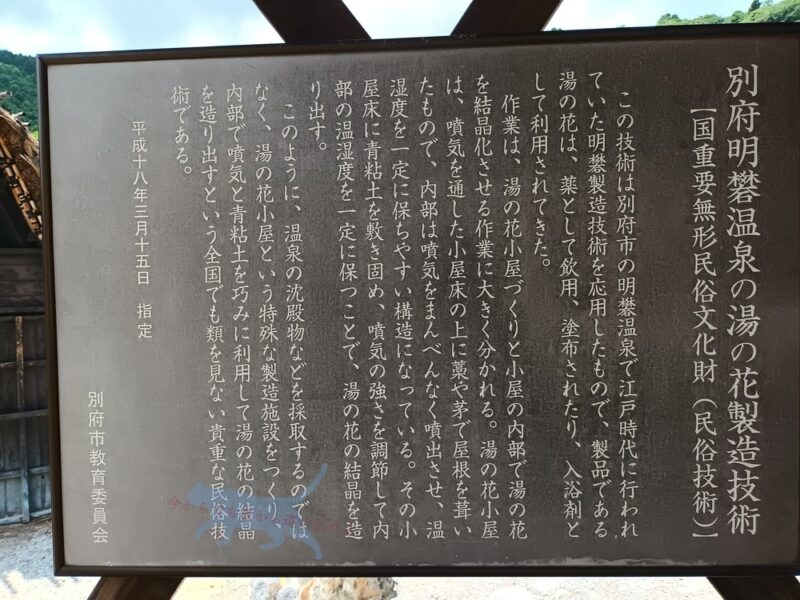 別府明礬温泉の湯の花製造技術
【国重要無形民俗文化財(民俗技術)】
この技術は別府市の明礬温泉で江戸時代に行われ
ていた明礬製造技術を応用したもので、製品である
湯の花は、薬として飲用、塗布されたり、入浴剤と
して利用されてきた。
作業は、湯の花小屋づくりと小屋の内部で湯の花
を結晶化させる作業に大きく分かれる。湯の花小屋
は、噴気を通した小屋床の上に藁や茅で屋根を葺い
たもので、内部は噴気をまんべんなく噴出させ、温
湿度を一定に保ちやすい構造になっている。その小
屋床に青粘土を敷き固め、噴気の強さを調節して内
部の温湿度を一定に保つことで、湯の花の結晶を造
り出す。
このように、温泉の沈殿物などを採取するのでは
なく、湯の花小屋という特殊な製造施設をつくり、
内部で噴気と青粘土を巧みに利用して湯の花の結晶
を造り出すという全国でも類を見ない貴重な民俗技
術である。
平成十八年三月十五日 指定
別府市教育委員会